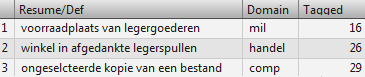 Resume/Def Domain Tagged
1 voorraadplaats van legergoederen mil 16
2 winkel in afgedankte legerspullen handel 26
3 ongeselcteerde kopie van een bestand comp 29